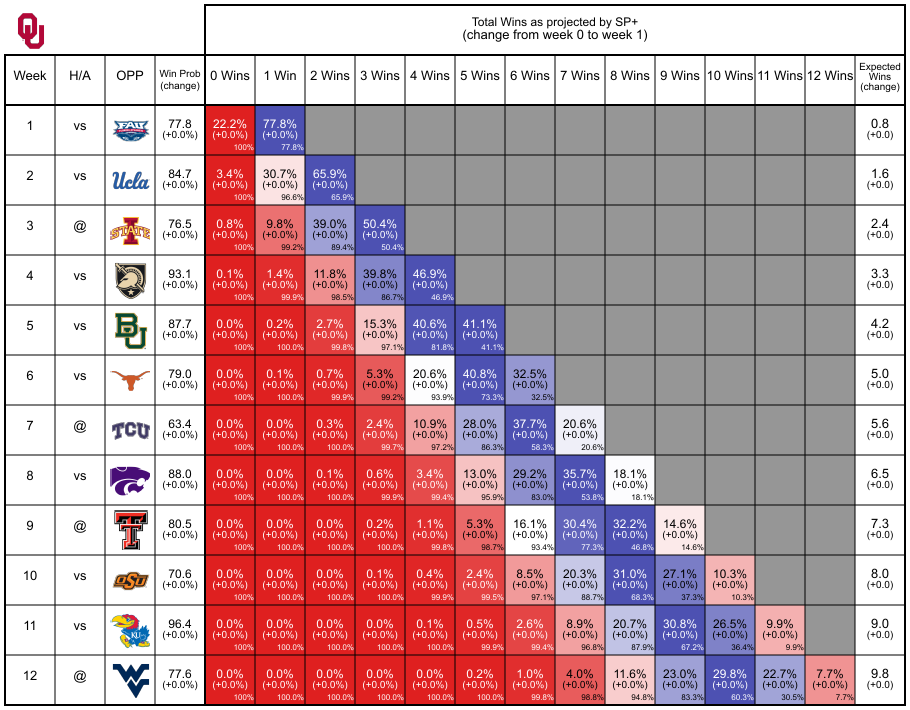 OU
Total Wins as projected by SP+
(change from week 0 to week 1)
Week H/A OPP Win Prob (change) 0 Wins 1 Win 2 Wins 3 Wins 4 Wins 5 Wins 6 Wins 7 Wins 8 Wins 9 Wins 10 Wins 11 Wins 12 Wins Expected Wins (change)
1 vs FAU 77.8 22.2% 77.8% 0.8
(+0.0%) (+0.0%) (+0.0%) (+0.0)
100% 77.8%
2 vs Ucla 84.7 3.4% 30.7% 65.9% 1.6
(+0.0%) (+0.0%) (+0.0%) (+0.0%) (+0.0)
100% 96.6% 65.9%
3 @ I STATE 76.5 0.8% 9.8% 39.0% 50.4% 2.4
(+0.0%) (+0.0%) (+0.0%) (+0.0%) (+0.0%) (+0.0)
100% 99.2% 89.4% 50.4%
4 vs 93.1 0.1% 1.4% 11.8% 39.8% 46.9% 3.3
(+0.0%) (+0.0%) (+0.0%) (+0.0%) (+0.0%) (+0.0%) (+0.0)
100% 99.9% 98.5% 86.7% 46.9%
5 vs BU 87.7 0.0% 0.2% 2.7% 15.3% 40.6% 41.1% 4.2
(+0.0%) (+0.0%) (+0.0%) (+0.0%) (+0.0%) (+0.0%) (+0.0%) (+0.0)
100% 100.0% 99.8% 97.1% 81.8% 41.1%
6 vs 79.0 0.0% 0.1% 0.7% 5.3% 20.6% 40.8% 32.5% 5.0
(+0.0%) (+0.0%) (+0.0%) (+0.0%) (+0.0%) (+0.0%) (+0.0%) (+0.0%) (+0.0)
100% 100.0% 99.9% 99.2% 93.9% 73.3% 32.5%
7 @ TCU 63.4 0.0% 0.0% 0.3% 2.4% 10.9% 28.0% 37.7% 20.6% 5.6
(+0.0%) (+0.0%) (+0.0%) (+0.0%) (+0.0%) (+0.0%) (+0.0%) (+0.0%) (+0.0%) (+0.0)
100% 100.0% 100.0% 99.7% 97.2% 86.3% 58.3% 20.6%
8 vs 88.0 0.0% 0.0% 0.1% 0.6% 3.4% 13.0% 29.2% 35.7% 18.1% 6.5
(+0.0%) (+0.0%) (+0.0%) (+0.0%) (+0.0%) (+0.0%) (+0.0%) (+0.0%) (+0.0%) (+0.0%) (+0.0)
100% 100.0% 100.0% 99.9% 99.4% 95.9% 83.0% 53.8% 18.1%
9 @ T 80.5 0.0% 0.0% 0.0% 0.2% 1.1% 5.3% 16.1% 30.4% 32.2% 14.6% 7.3
(+0.0%) (+0.0%) (+0.0%) (+0.0%) (+0.0%) (+0.0%) (+0.0%) (+0.0%) (+0.0%) (+0.0%) (+0.0%) (+0.0)
100% 100.0% 100.0% 100.0% 99.8% 98.7% 93.4% 77.3% 46.8% 14.6%
10 vs OSU 70.6 0.0% 0.0% 0.0% 0.1% 0.4% 2.4% 8.5% 20.3% 31.0% 27.1% 10.3% 8.0
(+0.0%) (+0.0%) (+0.0%) (+0.0%) (+0.0%) (+0.0%) (+0.0%) (+0.0%) (+0.0%) (+0.0%) (+0.0%) (+0.0%) (+0.0)
100% 100.0% 100.0% 100.0% 99.9% 99.5% 97.1% 88.7% 68.3% 37.3% 10.3%
11 vs KU 96.4 0.0% 0.0% 0.0% 0.0% 0.1% 0.5% 2.6% 8.9% 20.7% 30.8% 26.5% 9.9% 9.0
(+0.0%) (+0.0%) (+0.0%) (+0.0%) (+0.0%) (+0.0%) (+0.0%) (+0.0%) (+0.0%) (+0.0%) (+0.0%) (+0.0%) (+0.0%) (+0.0)
100% 100.0% 100.0% 100.0% 100.0% 99.9% 99.4% 96.8% 87.9% 67.2% 36.4% 9.9%
12 @ WV 77.6 0.0% 0.0% 0.0% 0.0% 0.0% 0.2% 1.0% 4.0% 11.6% 23.0% 29.8% 22.7% 7.7% 9.8
(+0.0%) (+0.0%) (+0.0%) (+0.0%) (+0.0%) (+0.0%) (+0.0%) (+0.0%) (+0.0%) (+0.0%) (+0.0%) (+0.0%) (+0.0%) (+0.0%) (+0.0)
100% 100.0% 100.0% 100.0% 100.0% 100.0% 99.8% 98.8% 94.8% 83.3% 60.3% 30.5% 7.7%